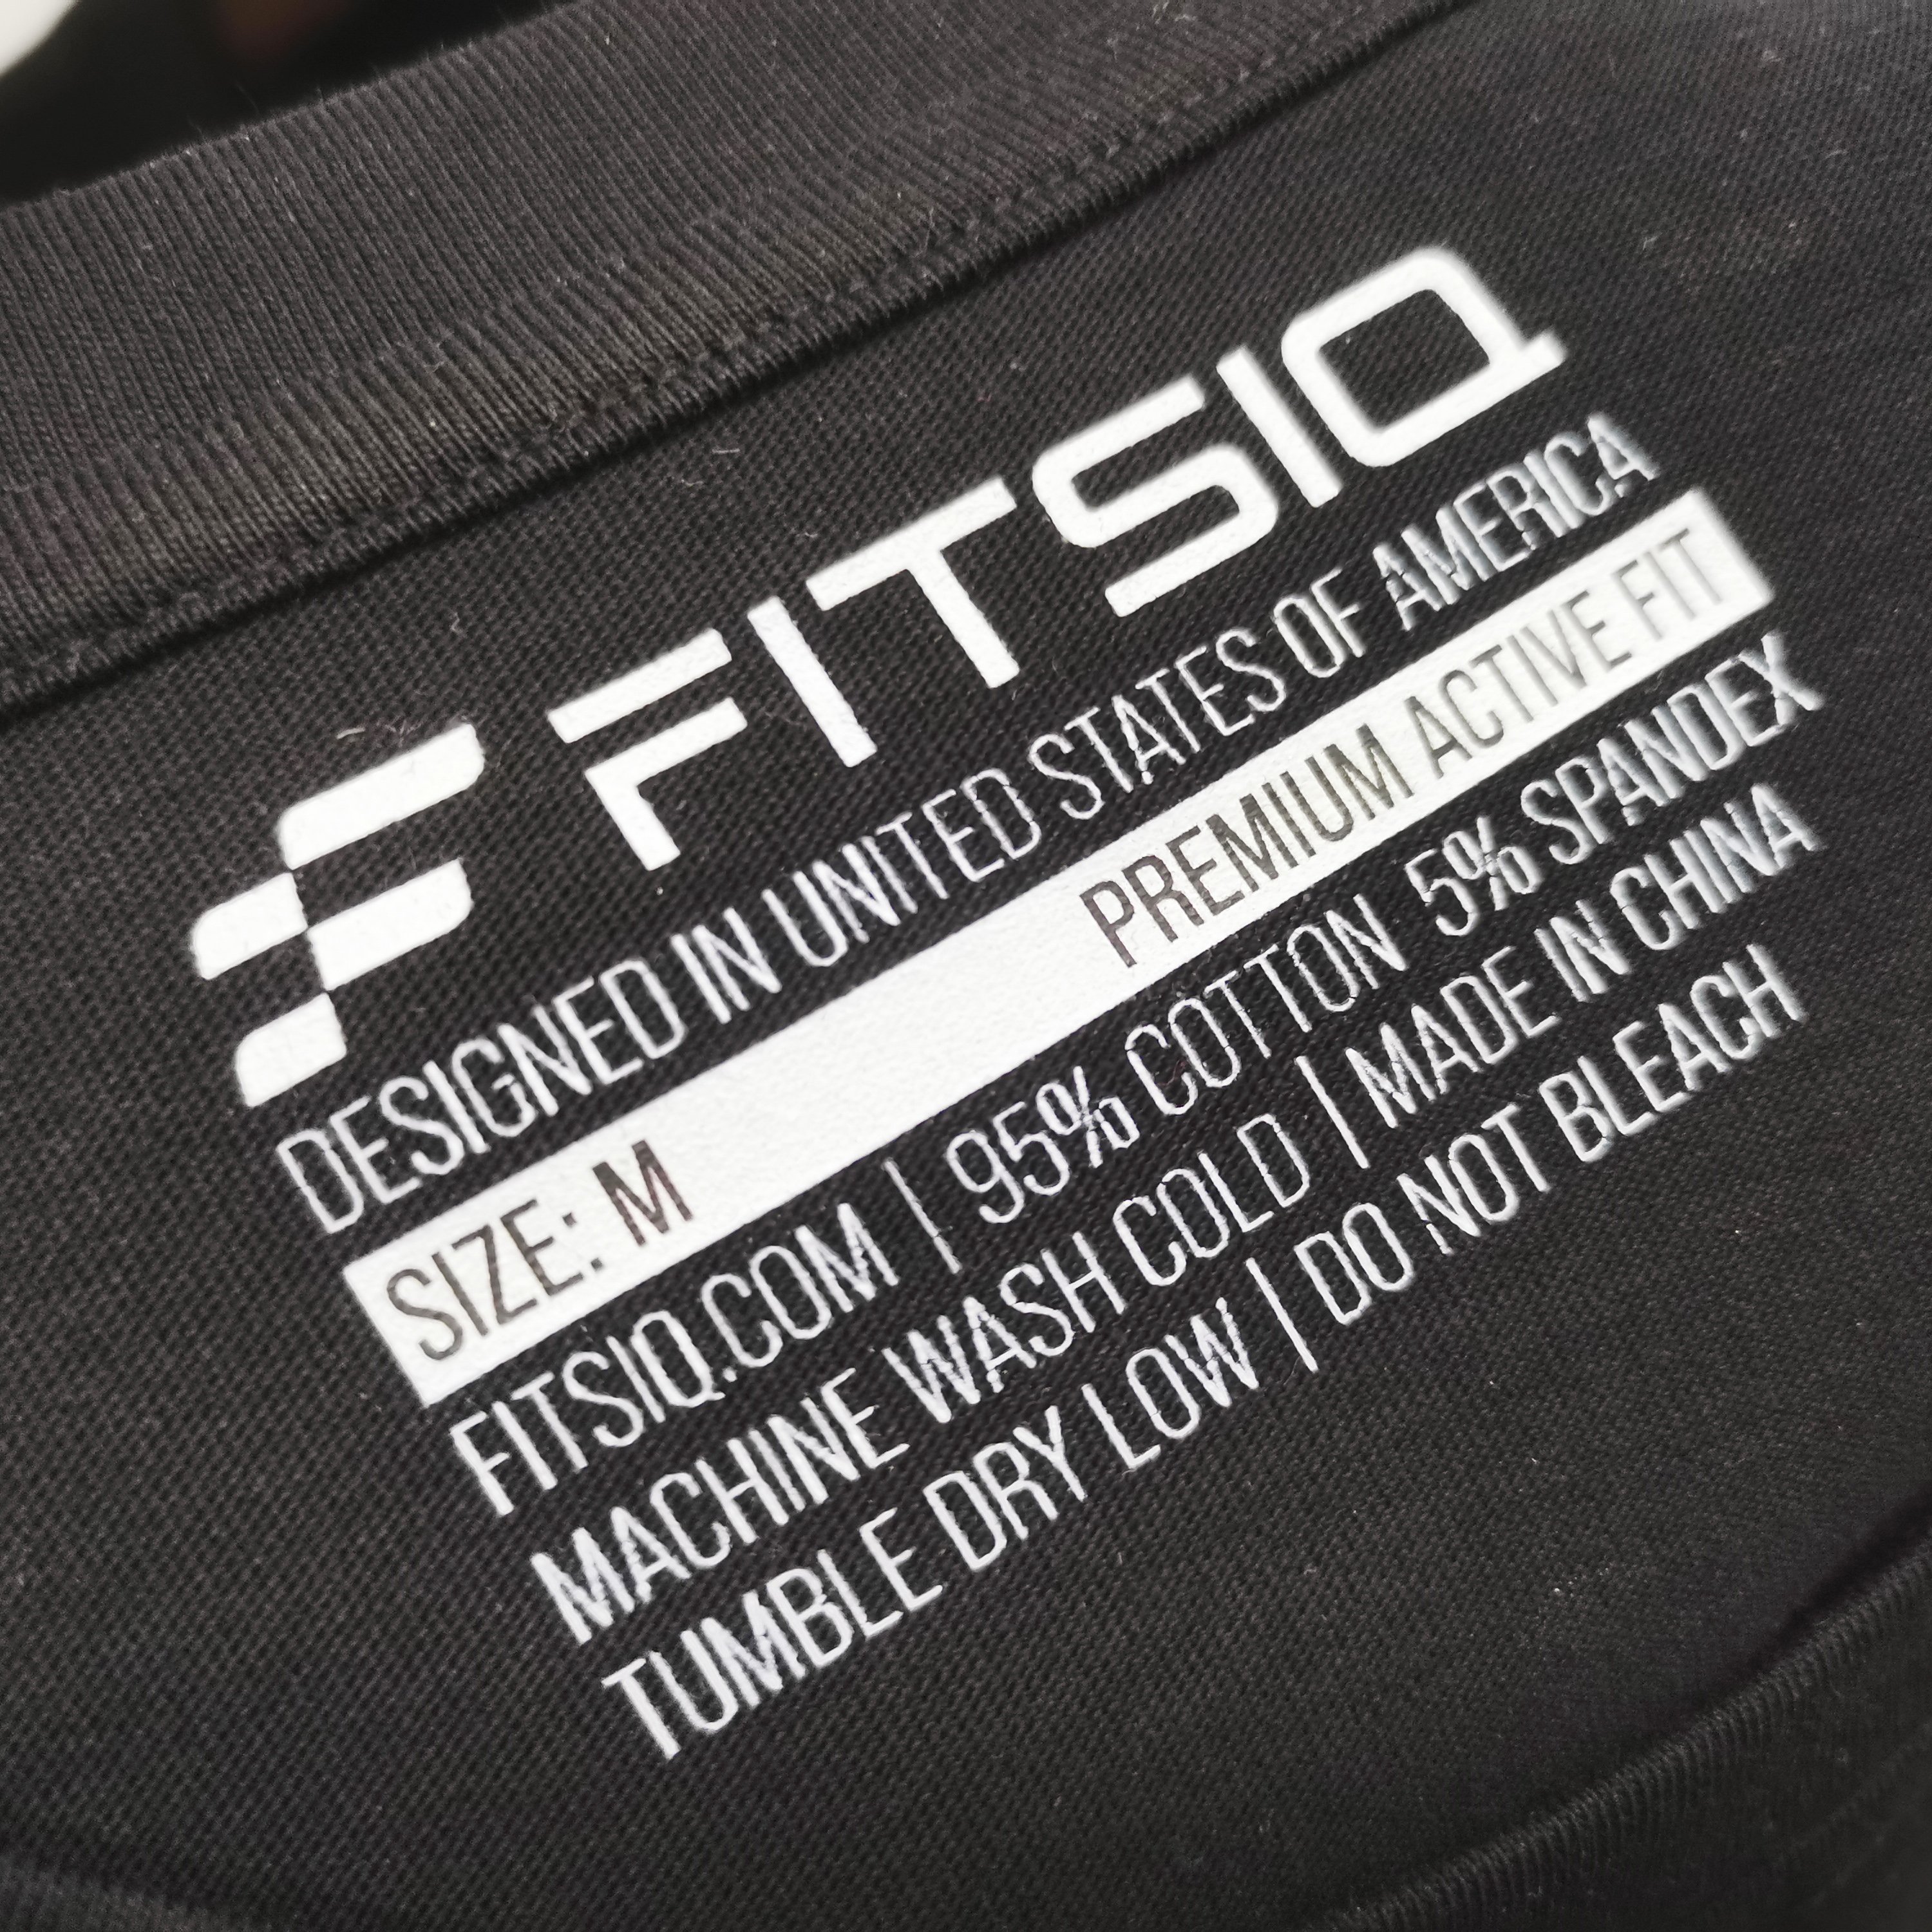 FITSIQ
DESIGNED IN UNITED STATES OF AMERICA
SIZE: M PREMIUM ACTIVE FIT
FITSIQ.COM | 95% COTTON 5% SPANDEX
MACHINE WASH COLD | MADE IN CHINA
TUMBLE DRY LOW | DO NOT BLEACH